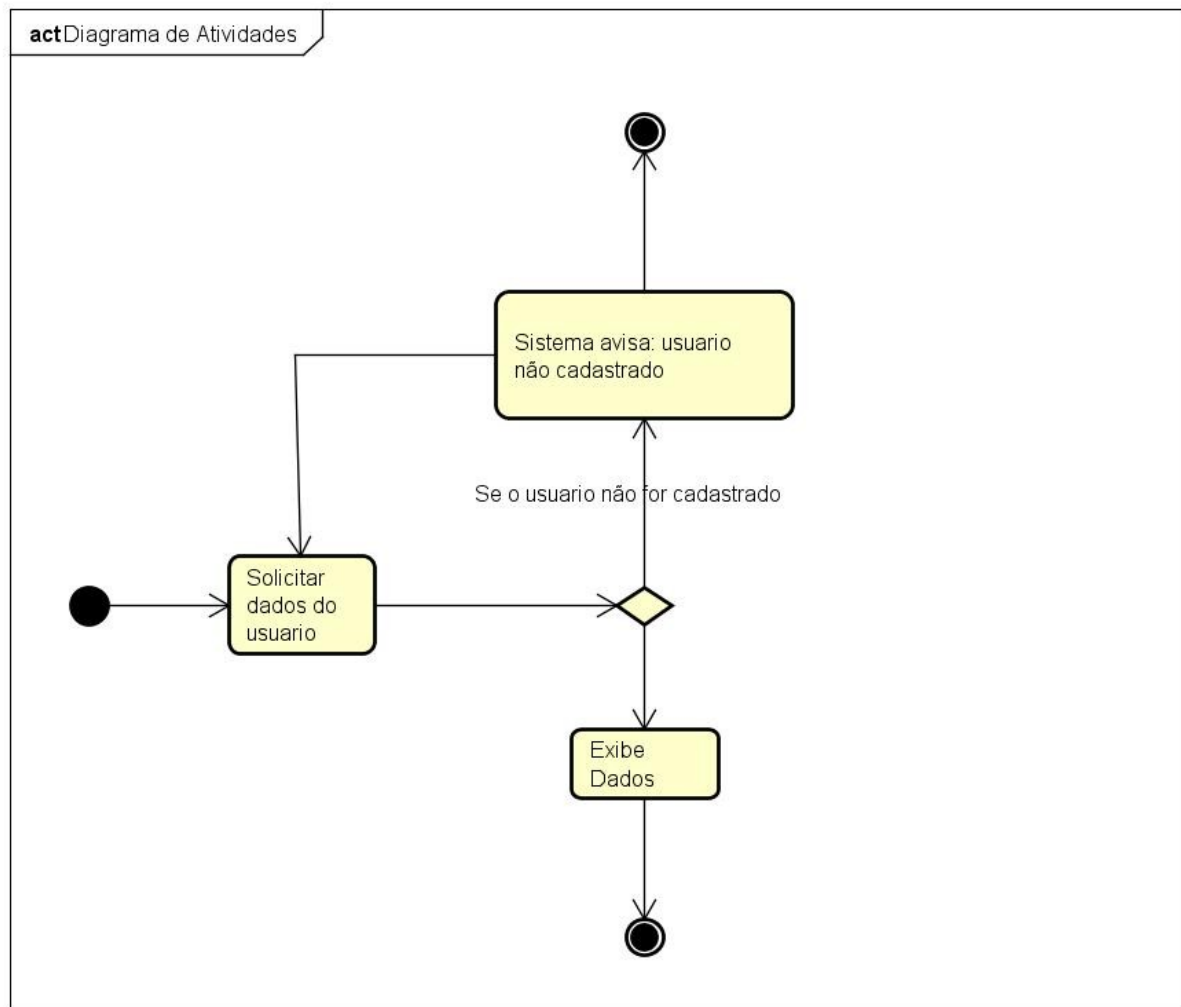 act Diagrama de Atividades
Sistema avisa: usuario
não cadastrado
Se o usuario não for cadastrado
Solicitar
dados do
usuario
Exibe
Dados